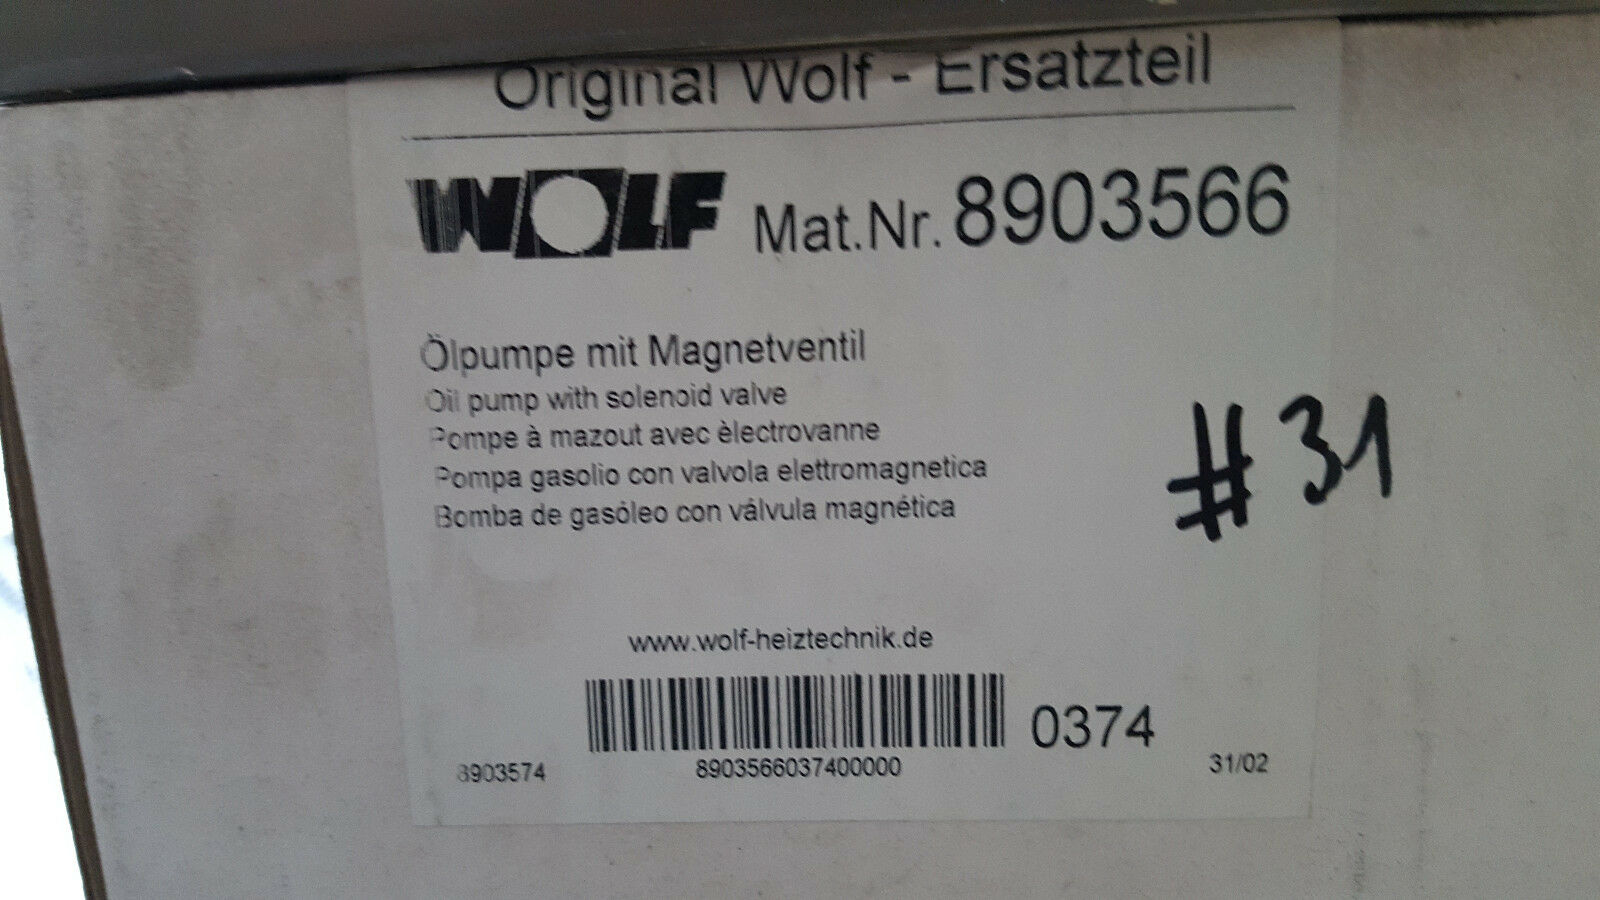 Original Wolf - Ersatzteil
WOLF Mat.Nr. 8903566
Ölpumpe mit Magnetventil
Oil pump with solenoid valve
Pompe à mazout avec èlectrovanne
Pompa gasolio con valvola elettromagnetica
Bomba de gasóleo con válvula magnética
#31
www.wolf-heiztechnik.de
0374
8903574 8903566037400000 31/02